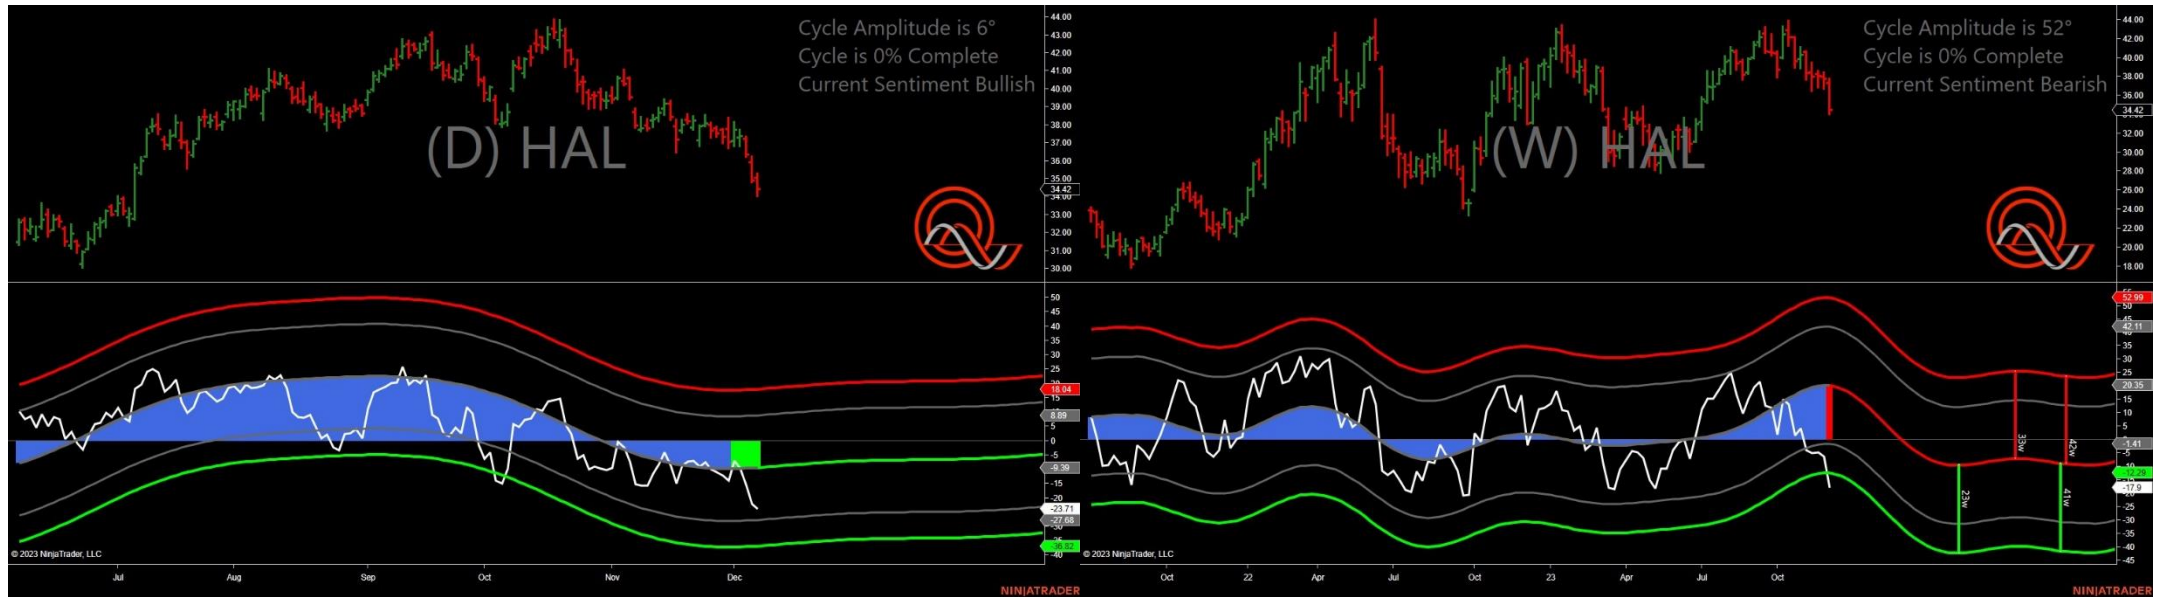 Cycle Amplitude is 6°
Cycle is 0% Complete
Current Sentiment Bullish
(D) HAL
44.00
43.00
42.00
41.00
40.00
39.00
38.00
37.00
36.00
35.00
34.42
34.00
33.00
32.00
31.00
30.00
50
45
40
35
30
25
18.04
15
8.89
5
0
-5
-9.39
-15
-20
-23.71
-27.68
-36.82
-40
© 2023 NinjaTrader, LLC
Jul
Aug
Sep
Oct
Nov
Dec
NINJATRADER
Cycle Amplitude is 52°
Cycle is 0% Complete
Current Sentiment Bearish
(W) HAL
44.00
42.00
40.00
38.00
36.00
34.42
32.00
30.00
28.00
26.00
24.00
22.00
20.00
18.00
52.99
50
42.11
35
30
25
20.35
15
10
5
-1.41
-5
-12.29
-17.9
-25
-30
-35
-40
-45
33w
42w
23w
41w
© 2023 NinjaTrader, LLC
Oct
22
Apr
Jul
Oct
23
Apr
Jul
Oct
NINJATRADER